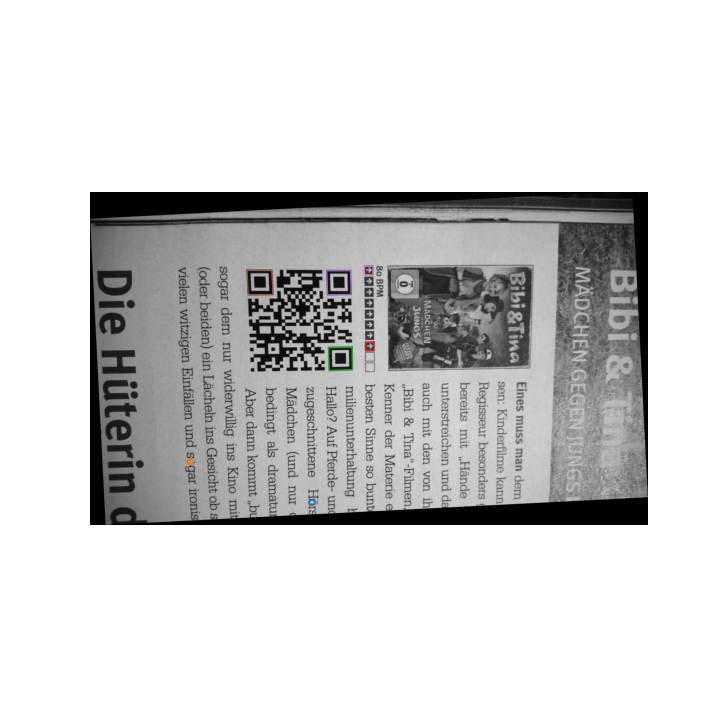 Bibi & Tina
MÄDCHEN GEGEN JUNGS
Bibi & Tina
MÄDCHEN
JUNGS
0
80 BPM
Eines muss man dem
sen: Kinderfilme kann
Regisseur besonders
bereits mit „Hände
unterstreichen und da
auch mit den von ih
„Bibi & Tina“-Filmen,
Kenner der Materie e
besten Sinne so bunt
milienunterhaltung
Hallo? Auf Pferde- und
zugeschnittene Hörs
Mädchen (und nur
bedingt als dramatur
Aber dann kommt „bu
sogar dem nur widerwillig ins Kino mit
(oder beiden) ein Lächeln ins Gesicht ob s
vielen witzigen Einfällen und sogar ironis
Die Hüterin d